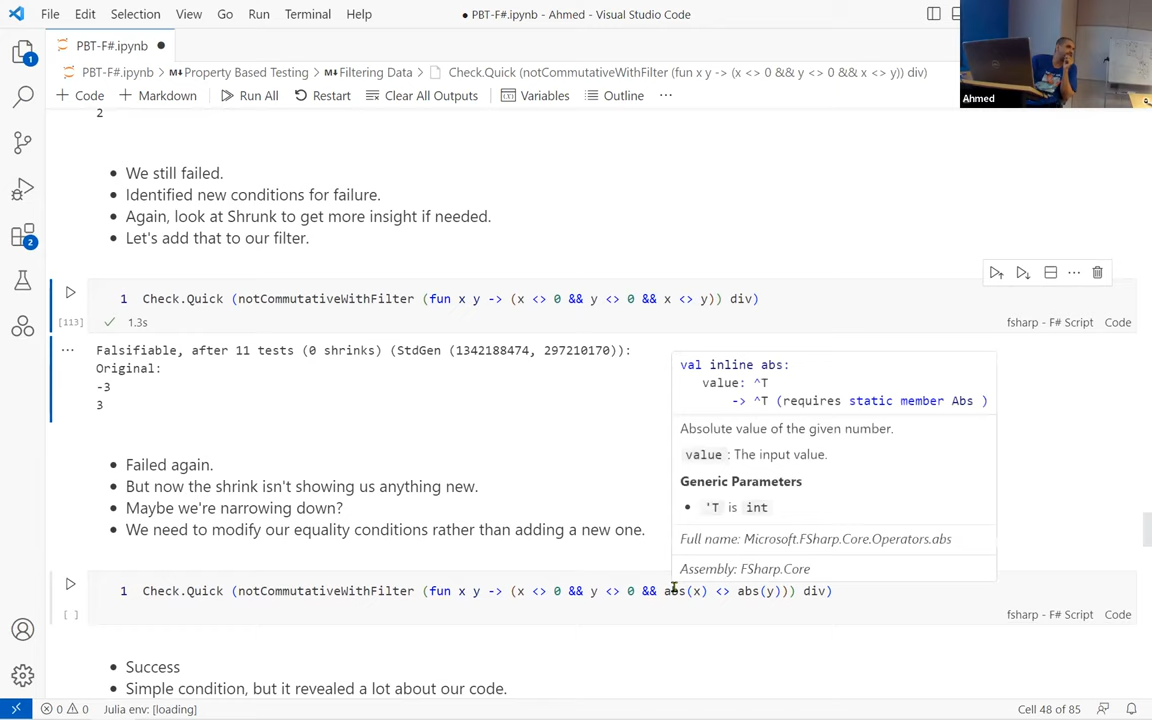 File Edit Selection View Go Run Terminal Help
● PBT-F#.ipynb - Ahmed - Visual Studio Code
PBT-F#.ipynb ●
PBT-F#.ipynb > M↓Property Based Testing > M↓Filtering Data > Check.Quick (notCommutativeWithFilter (fun x y -> (x <> 0 && y <> 0 && x <> y)) div)
+ Code + Markdown Run All Restart Clear All Outputs Variables Outline ...
Ahmed
2
• We still failed.
• Identified new conditions for failure.
• Again, look at Shrunk to get more insight if needed.
• Let's add that to our filter.
1 Check.Quick (notCommutativeWithFilter (fun x y -> (x <> 0 && y <> 0 && x <> y)) div)
[113] ✓ 1.3s
fsharp - F# Script Code
... Falsifiable, after 11 tests (0 shrinks) (StdGen (1342188474, 297210170)):
Original:
-3
3
val inline abs:
value: ^T
-> ^T (requires static member Abs )
Absolute value of the given number.
value : The input value.
Generic Parameters
• 'T is int
Full name: Microsoft.FSharp.Core.Operators.abs
Assembly: FSharp.Core
• Failed again.
• But now the shrink isn't showing us anything new.
• Maybe we're narrowing down?
• We need to modify our equality conditions rather than adding a new one.
1 Check.Quick (notCommutativeWithFilter (fun x y -> (x <> 0 && y <> 0 && abs(x) <> abs(y))) div)
[ ]
fsharp - F# Script Code
• Success
• Simple condition, but it revealed a lot about our code.
1
2
0 0 Julia env: [loading]
Cell 48 of 85